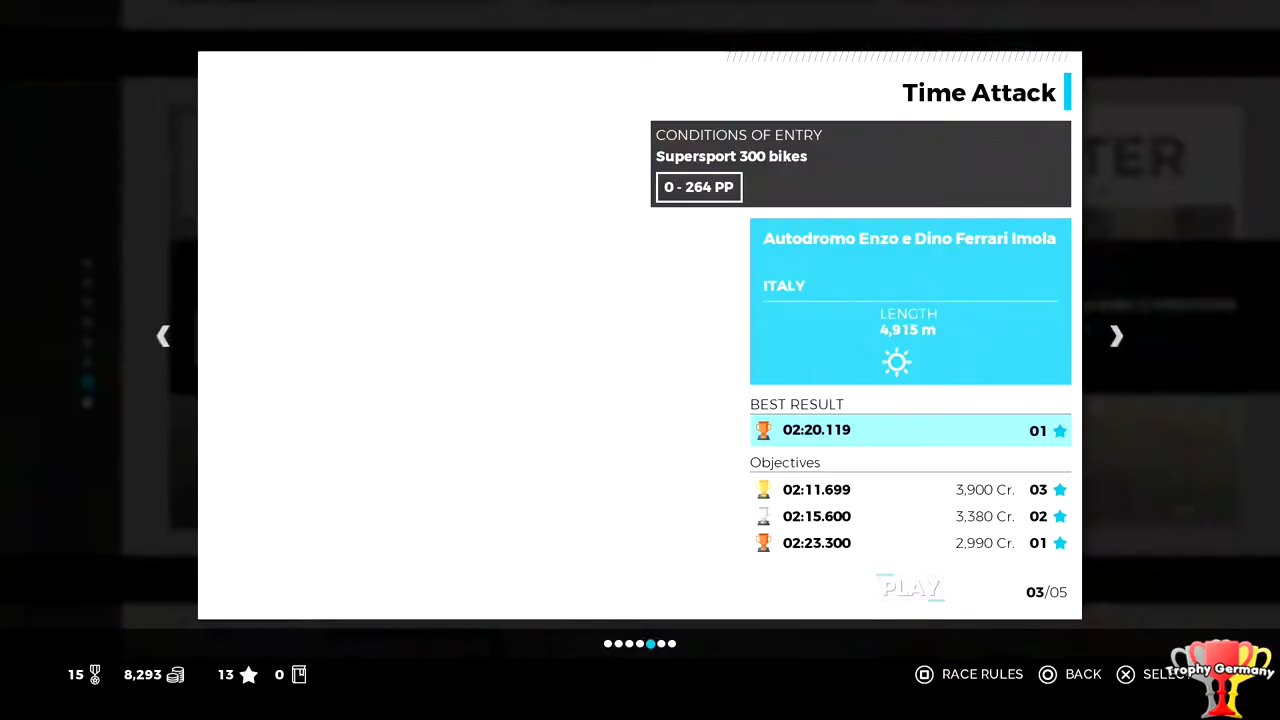 Time Attack
CONDITIONS OF ENTRY
Supersport 300 bikes
0 - 264 PP
TER
Autodromo Enzo e Dino Ferrari Imola
ITALY
LENGTH
4,915 m
BEST RESULT
02:20.119 01
Objectives
02:11.699 3,900 Cr. 03
02:15.600 3,380 Cr. 02
02:23.300 2,990 Cr. 01
PLAY 03/05
15 8,293 13 0 RACE RULES BACK SELECT
Trophy Germany